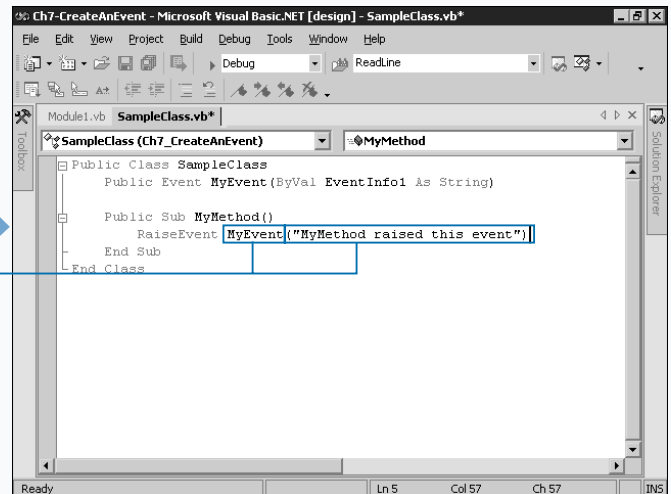 Ch7-CreateAnEvent - Microsoft Visual Basic.NET [design] - SampleClass.vb*
File Edit View Project Build Debug Tools Window Help
Debug ReadLine
Toolbox
Module1.vb SampleClass.vb*
SampleClass (Ch7_CreateAnEvent) MyMethod
Public Class SampleClass
Public Event MyEvent(ByVal EventInfo1 As String)
Public Sub MyMethod()
RaiseEvent MyEvent("MyMethod raised this event")
End Sub
End Class
Solution Explorer
Ready Ln 5 Col 57 Ch 57 INS